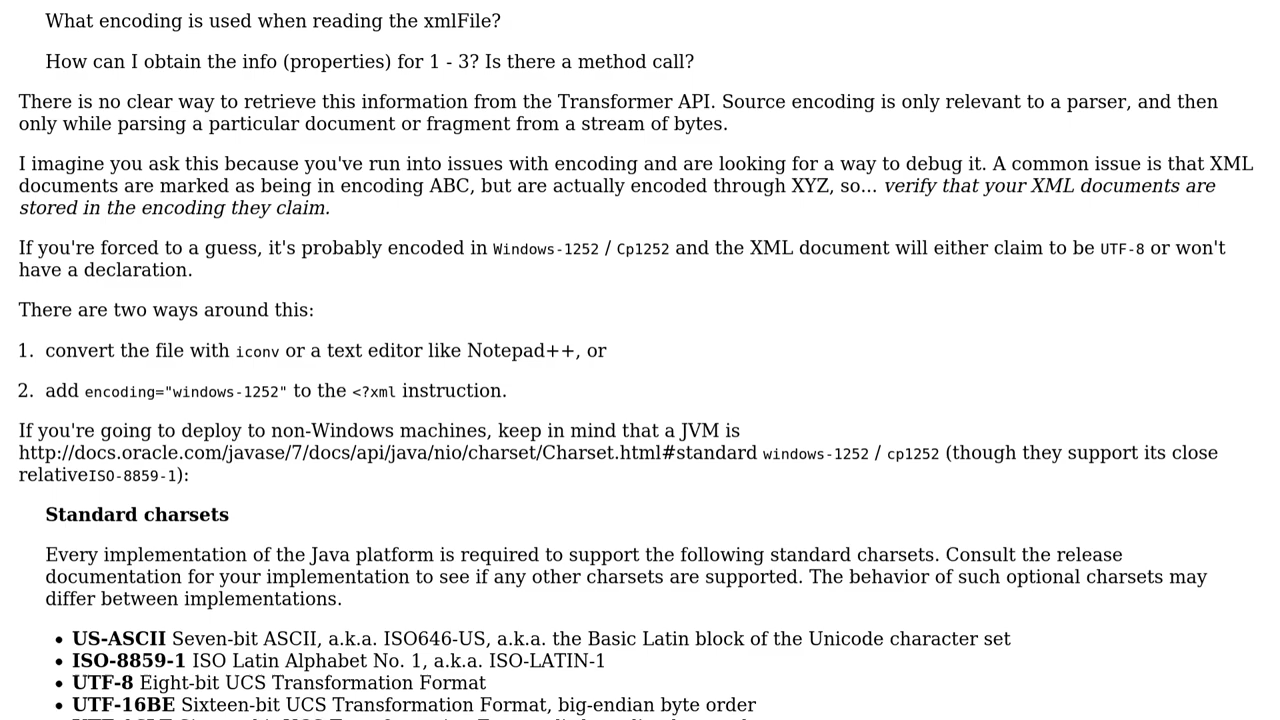 What encoding is used when reading the xmlFile?
How can I obtain the info (properties) for 1 - 3? Is there a method call?
There is no clear way to retrieve this information from the Transformer API. Source encoding is only relevant to a parser, and then
only while parsing a particular document or fragment from a stream of bytes.
I imagine you ask this because you've run into issues with encoding and are looking for a way to debug it. A common issue is that XML
documents are marked as being in encoding ABC, but are actually encoded through XYZ, so... verify that your XML documents are
stored in the encoding they claim.
If you're forced to a guess, it's probably encoded in Windows-1252 / Cp1252 and the XML document will either claim to be UTF-8 or won't
have a declaration.
There are two ways around this:
1. convert the file with iconv or a text editor like Notepad++, or
2. add encoding="windows-1252" to the <?xml instruction.
If you're going to deploy to non-Windows machines, keep in mind that a JVM is
http://docs.oracle.com/javase/7/docs/api/java/nio/charset/Charset.html#standard windows-1252 / cp1252 (though they support its close
relativeISO-8859-1):
Standard charsets
Every implementation of the Java platform is required to support the following standard charsets. Consult the release
documentation for your implementation to see if any other charsets are supported. The behavior of such optional charsets may
differ between implementations.
• US-ASCII Seven-bit ASCII, a.k.a. ISO646-US, a.k.a. the Basic Latin block of the Unicode character set
• ISO-8859-1 ISO Latin Alphabet No. 1, a.k.a. ISO-LATIN-1
• UTF-8 Eight-bit UCS Transformation Format
• UTF-16BE Sixteen-bit UCS Transformation Format, big-endian byte order